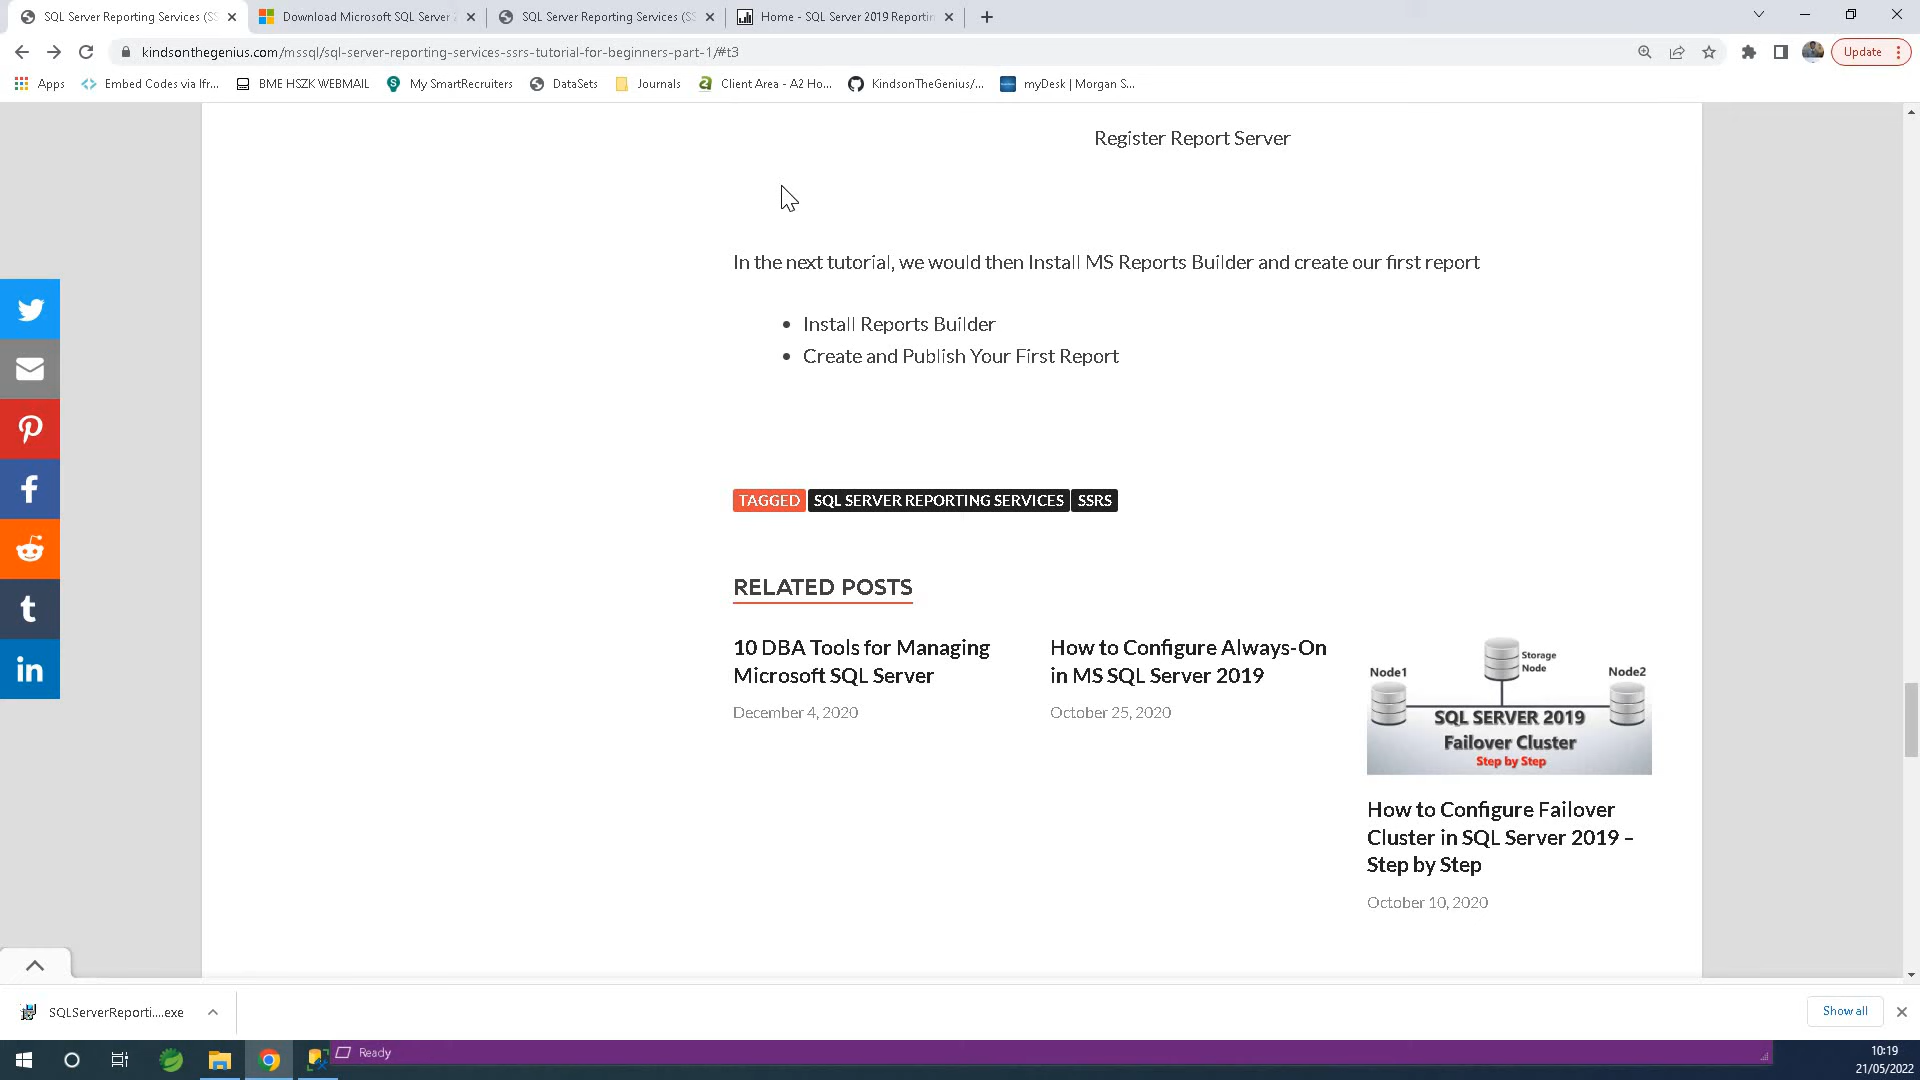 SQL Server Reporting Services (SS
Download Microsoft SQL Server
SQL Server Reporting Services (SS
Home - SQL Server 2019 Reportin
kindsonthegenius.com/mssql/sql-server-reporting-services-ssrs-tutorial-for-beginners-part-1/#t3
Update
Apps
Embed Codes via Ifr...
BME HSZK WEBMAIL
My SmartRecruiters
DataSets
Journals
Client Area - A2 Ho...
KindsonTheGenius/...
myDesk | Morgan S...
Register Report Server
In the next tutorial, we would then Install MS Reports Builder and create our first report
• Install Reports Builder
• Create and Publish Your First Report
TAGGED SQL SERVER REPORTING SERVICES SSRS
RELATED POSTS
10 DBA Tools for Managing
Microsoft SQL Server
December 4, 2020
How to Configure Always-On
in MS SQL Server 2019
October 25, 2020
Storage
Node
Node1
Node2
SQL SERVER 2019
Failover Cluster
Step by Step
How to Configure Failover
Cluster in SQL Server 2019 –
Step by Step
October 10, 2020
SQLServerReporti....exe
Show all
Ready
10:19
21/05/2022